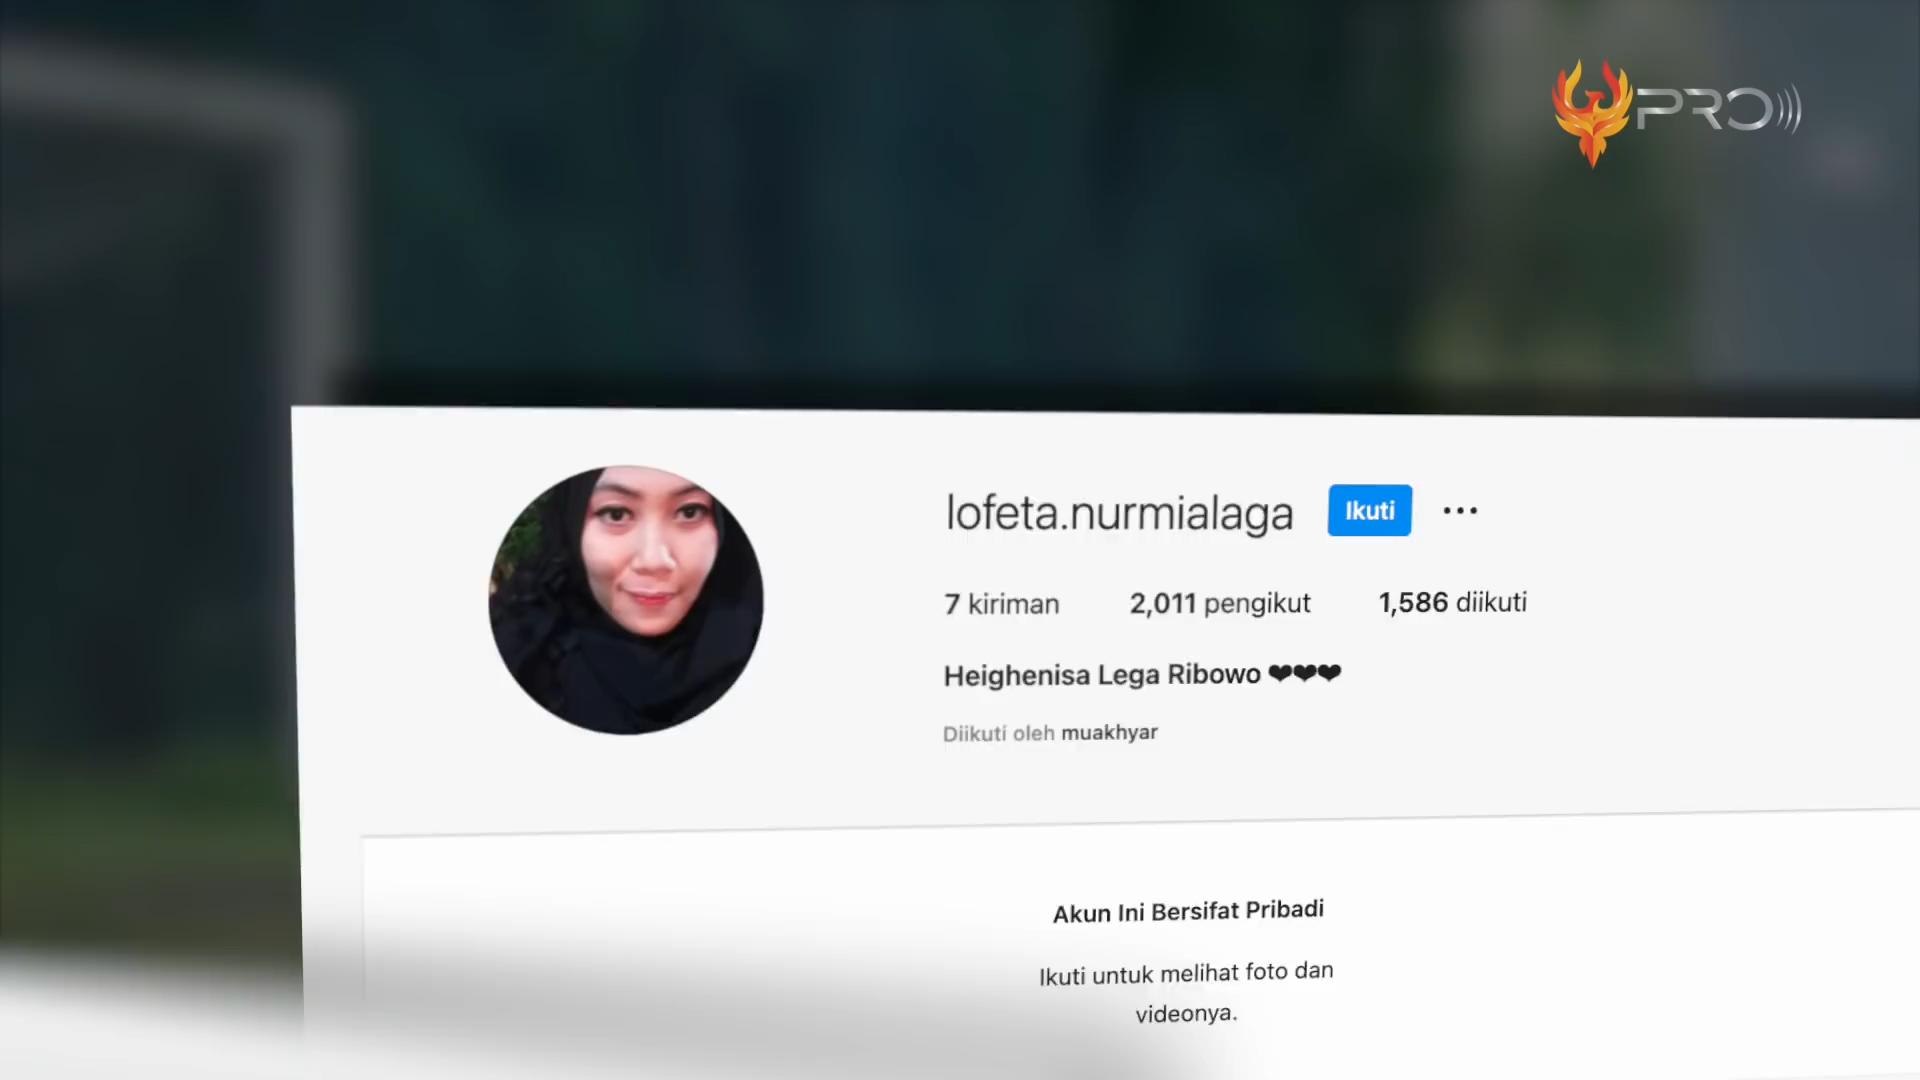 PRO
lofeta.nurmialaga Ikuti
7 kiriman 2,011 pengikut 1,586 diikuti
Heighenisa Lega Ribowo ❤❤❤
Diikuti oleh muakhyar
Akun Ini Bersifat Pribadi
Ikuti untuk melihat foto dan
videonya.